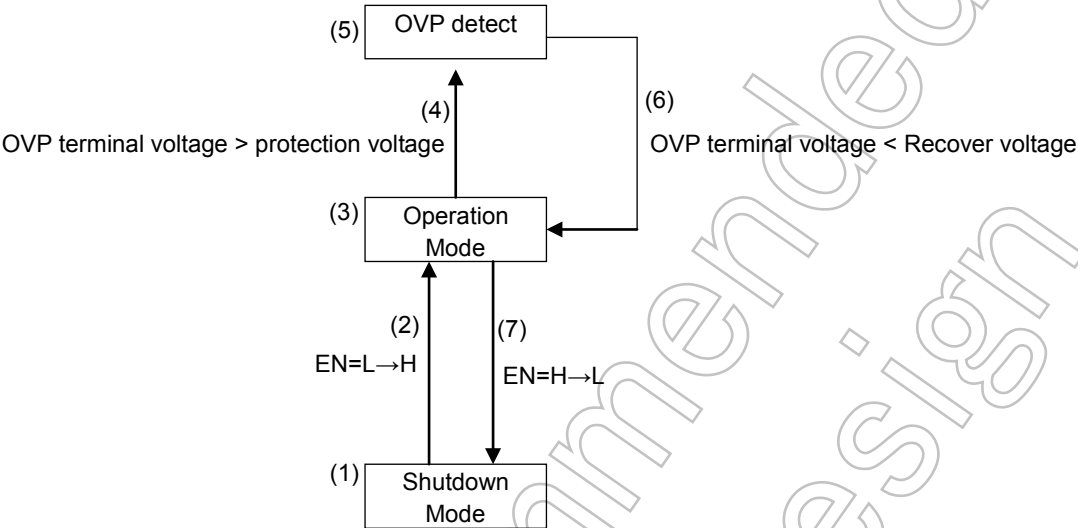 (5) OVP detect
(4)
(6)
OVP terminal voltage > protection voltage
OVP terminal voltage < Recover voltage
(3) Operation
Mode
(2)
(7)
EN=L→H
EN=H→L
(1) Shutdown
Mode